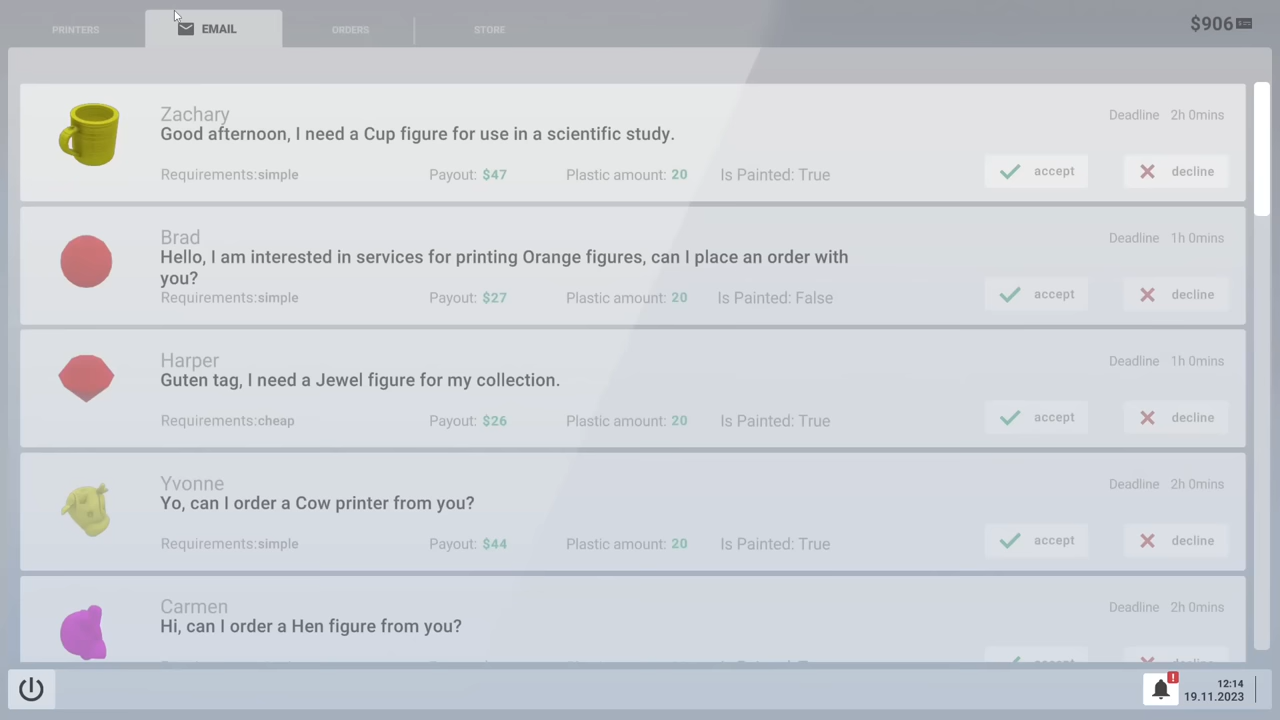 PRINTERS
EMAIL
ORDERS
STORE
$906
Zachary
Deadline 2h 0mins
Good afternoon, I need a Cup figure for use in a scientific study.
Requirements:simple Payout: $47 Plastic amount: 20 Is Painted: True accept decline
Brad
Deadline 1h 0mins
Hello, I am interested in services for printing Orange figures, can I place an order with
you?
Requirements:simple Payout: $27 Plastic amount: 20 Is Painted: False accept decline
Harper
Deadline 1h 0mins
Guten tag, I need a Jewel figure for my collection.
Requirements:cheap Payout: $26 Plastic amount: 20 Is Painted: True accept decline
Yvonne
Deadline 2h 0mins
Yo, can I order a Cow printer from you?
Requirements:simple Payout: $44 Plastic amount: 20 Is Painted: True accept decline
Carmen
Deadline 2h 0mins
Hi, can I order a Hen figure from you?
12:14
19.11.2023